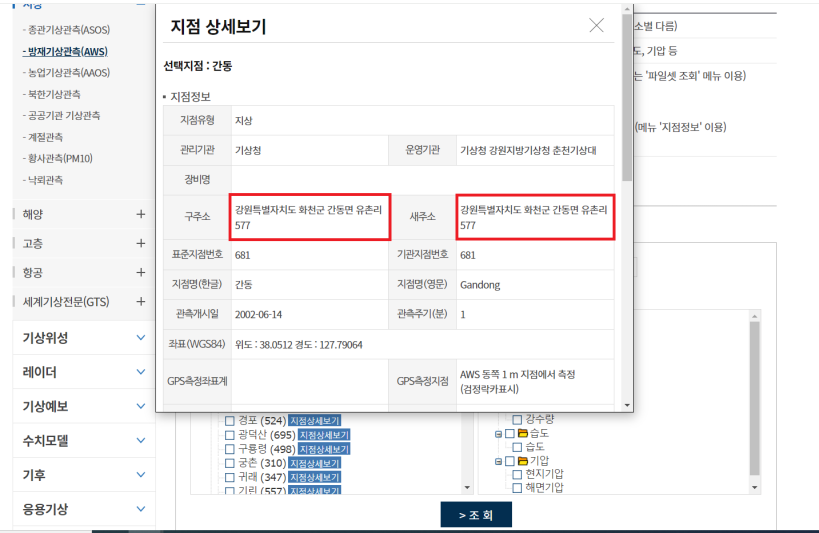 지상
- 종관기상관측(ASOS)
- 방재기상관측(AWS)
- 농업기상관측(AAOS)
- 북한기상관측
- 공공기관 기상관측
- 계절관측
- 황사관측(PM10)
- 낙뢰관측
해양 +
고층 +
항공 +
세계기상전문(GTS) +
기상위성
레이더
기상예보
수치모델
기후
응용기상
지점 상세보기
선택지점 : 간동
▪ 지점정보
지점유형 지상
관리기관 기상청 운영기관 기상청 강원지방기상청 춘천기상대
장비명
구주소 강원특별자치도 화천군 간동면 유촌리
577
새주소 강원특별자치도 화천군 간동면 유촌리
577
표준지점번호 681 기관지점번호 681
지점명(한글) 간동 지점명(영문) Gandong
관측개시일 2002-06-14 관측주기(분) 1
좌표(WGS84) 위도 : 38.0512 경도 : 127.79064
GPS측정좌표계 GPS측정지점 AWS 동쪽 1 m 지점에서 측정
(검정락카표시)
소별 다름)
도, 기압 등
는 '파일셋 조회' 메뉴 이용)
(메뉴 '지점정보' 이용)
경포 (524) 지점상세보기
광덕산 (695) 지점상세보기
구룡령 (498) 지점상세보기
궁촌 (310) 지점상세보기
귀래 (347) 지점상세보기
기린 (557) 지점상세보기
강수량
습도
습도
기압
현지기압
해면기압
> 조 회